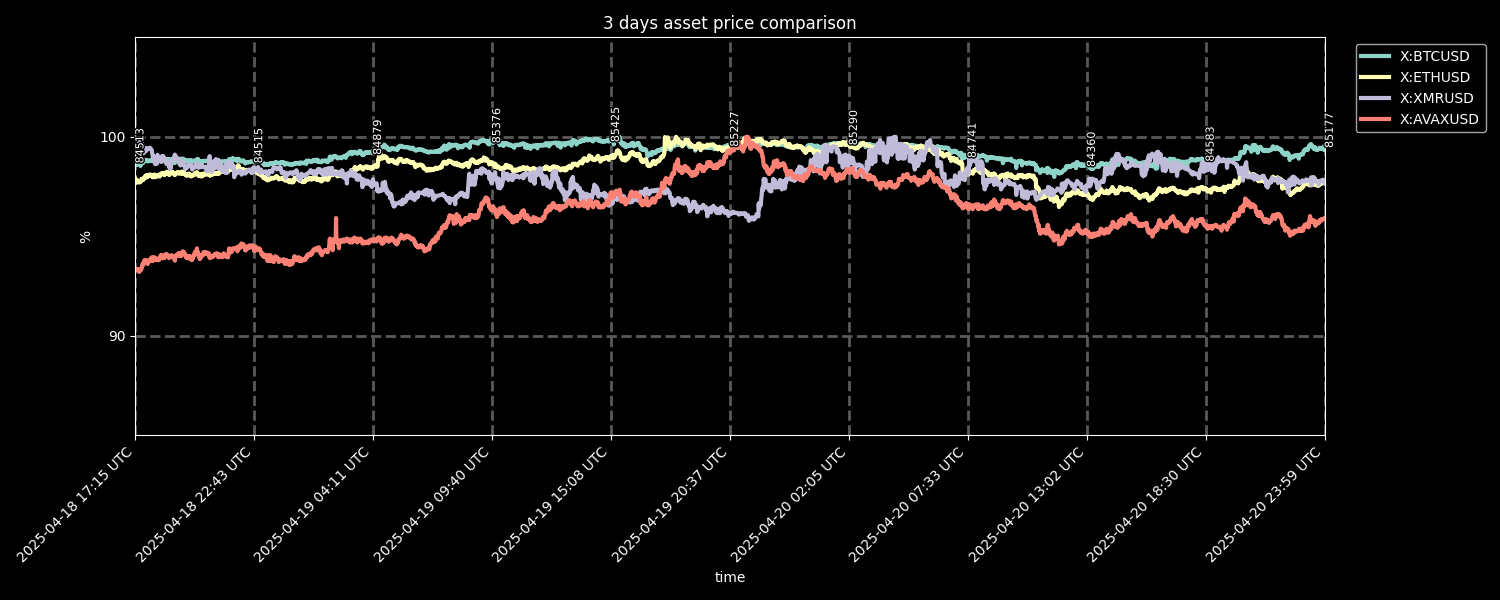 3 days asset price comparison
X:BTCUSD
X:ETHUSD
X:XMRUSD
X:AVAXUSD
100
90
%
84515
84879
85376
85425
85227
85290
84741
84360
84583
85177
2025-04-18 17:15 UTC
2025-04-18 22:43 UTC
2025-04-19 04:11 UTC
2025-04-19 09:40 UTC
2025-04-19 15:08 UTC
2025-04-19 20:37 UTC
2025-04-20 02:05 UTC
2025-04-20 07:33 UTC
2025-04-20 13:02 UTC
2025-04-20 18:30 UTC
2025-04-20 23:59 UTC
time